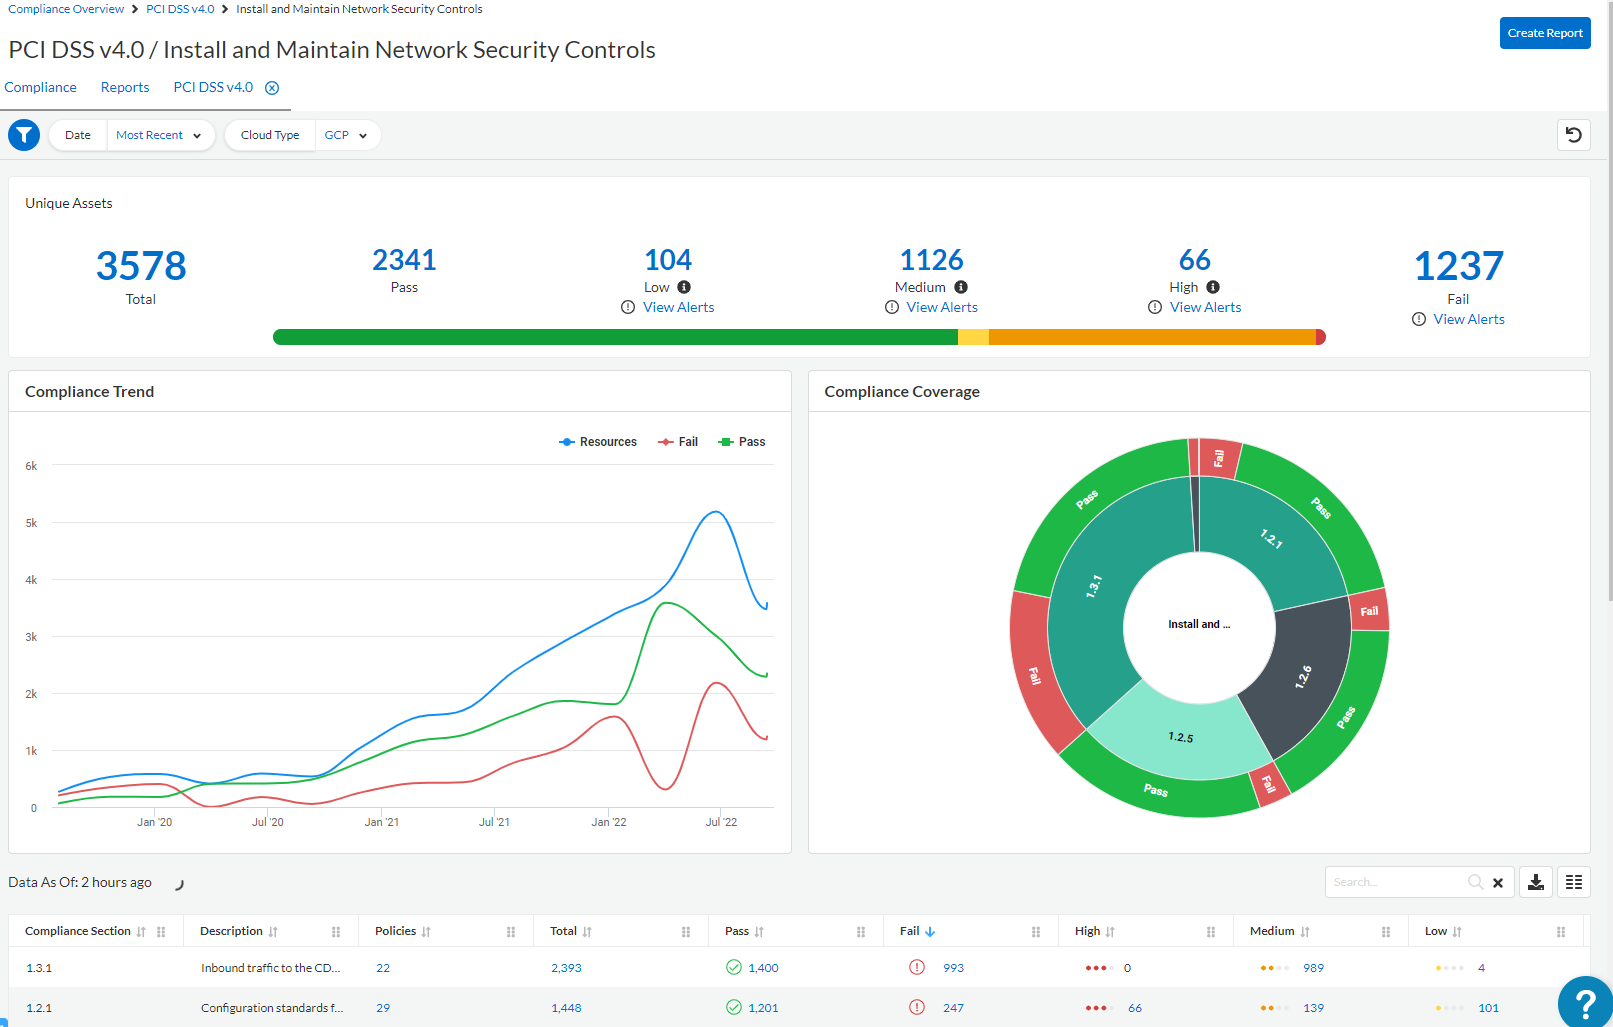 Compliance Overview > PCI DSS v4.0 > Install and Maintain Network Security Controls
PCI DSS v4.0 / Install and Maintain Network Security Controls
Create Report
Compliance Reports PCI DSS v4.0
Date Most Recent Cloud Type GCP
Unique Assets
3578 2341 104 1126 66 1237
Total Pass Low Medium High Fail
View Alerts View Alerts View Alerts View Alerts
Compliance Trend
Resources Fail Pass
6k
5k
4k
3k
2k
1k
0
Jan '20 Jul '20 Jan '21 Jul '21 Jan '22 Jul '22
Compliance Coverage
Fail
Pass
Pass
1.2.1
1.3.1
Fail
Install and ...
Fail
1.2.6
Pass
1.2.5
Fail
Pass
Data As Of: 2 hours ago
Search...
Compliance Section Description Policies Total Pass Fail High Medium Low
1.3.1 Inbound traffic to the CD... 22 2,393 1,400 993 0 989 4
1.2.1 Configuration standards f... 29 1,448 1,201 247 66 139 101
?